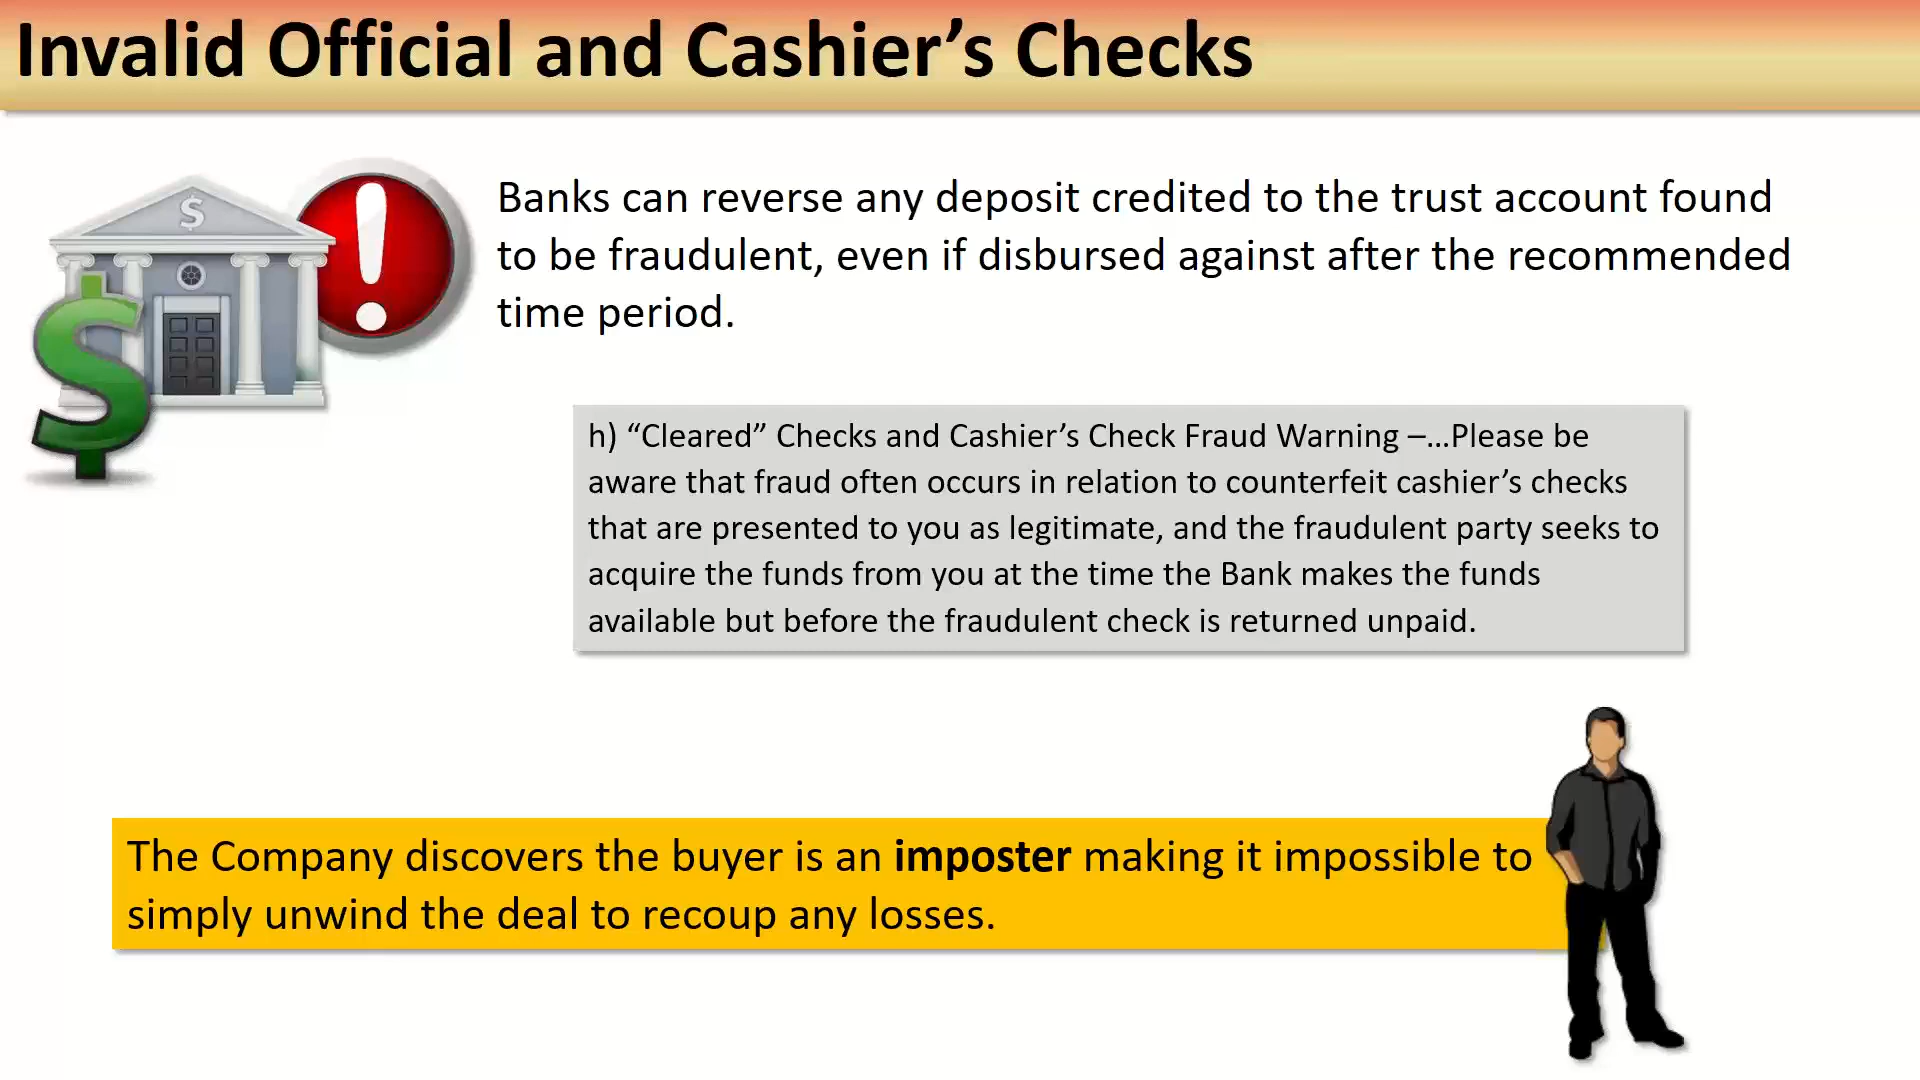 Invalid Official and Cashier’s Checks
$
Banks can reverse any deposit credited to the trust account found
to be fraudulent, even if disbursed against after the recommended
time period.
$
h) “Cleared” Checks and Cashier’s Check Fraud Warning –…Please be
aware that fraud often occurs in relation to counterfeit cashier’s checks
that are presented to you as legitimate, and the fraudulent party seeks to
acquire the funds from you at the time the Bank makes the funds
available but before the fraudulent check is returned unpaid.
The Company discovers the buyer is an imposter making it impossible to
simply unwind the deal to recoup any losses.